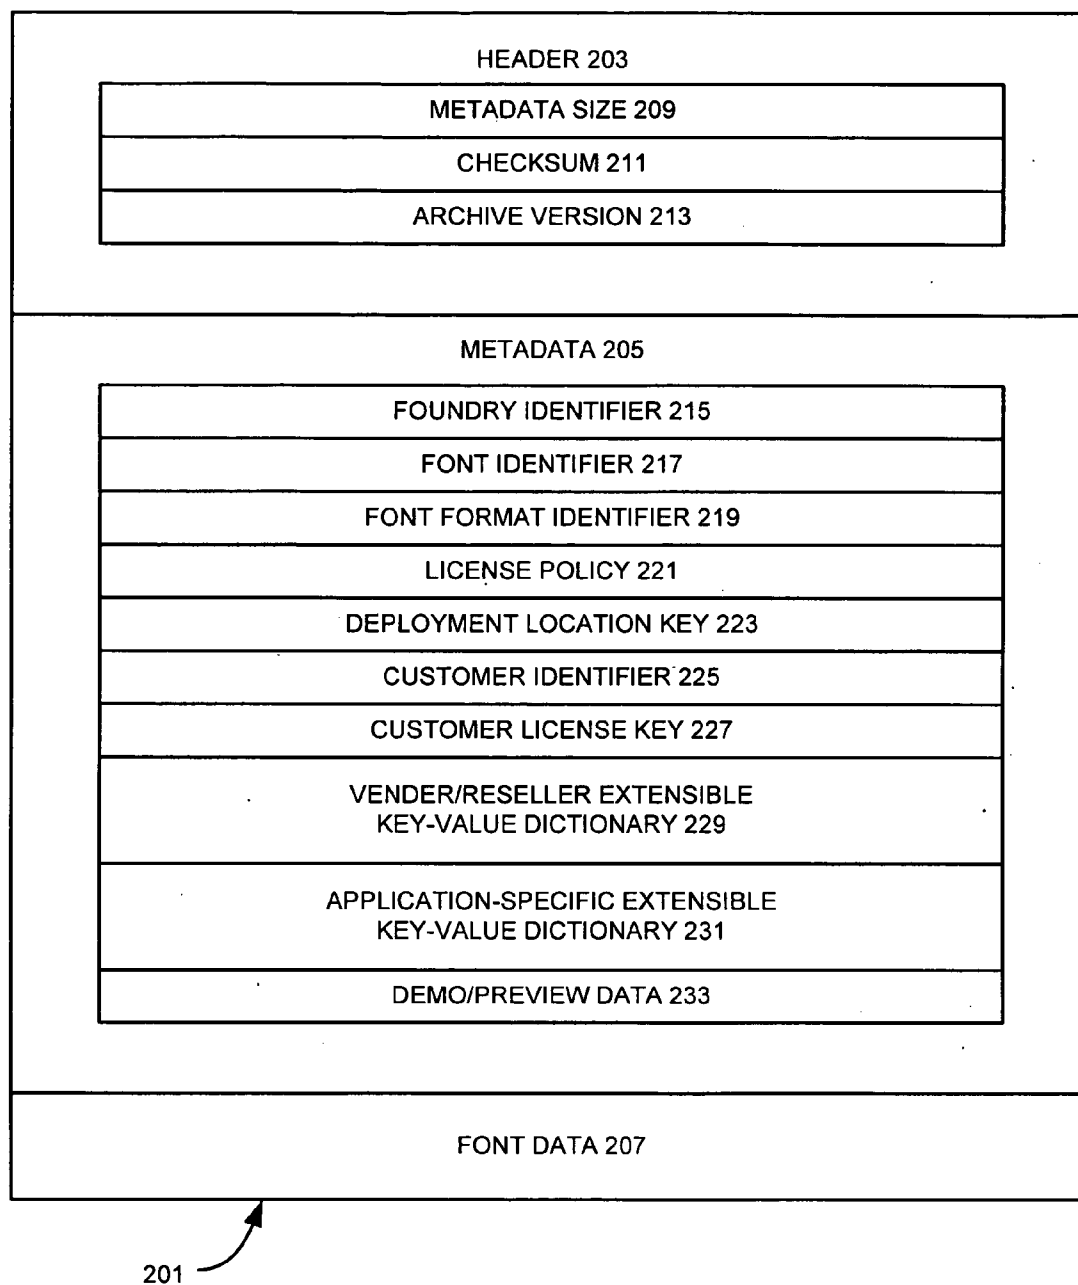 HEADER 203
METADATA SIZE 209
CHECKSUM 211
ARCHIVE VERSION 213
METADATA 205
FOUNDRY IDENTIFIER 215
FONT IDENTIFIER 217
FONT FORMAT IDENTIFIER 219
LICENSE POLICY 221
DEPLOYMENT LOCATION KEY 223
CUSTOMER IDENTIFIER 225
CUSTOMER LICENSE KEY 227
VENDER/RESELLER EXTENSIBLE
KEY-VALUE DICTIONARY 229
APPLICATION-SPECIFIC EXTENSIBLE
KEY-VALUE DICTIONARY 231
DEMO/PREVIEW DATA 233
FONT DATA 207
201